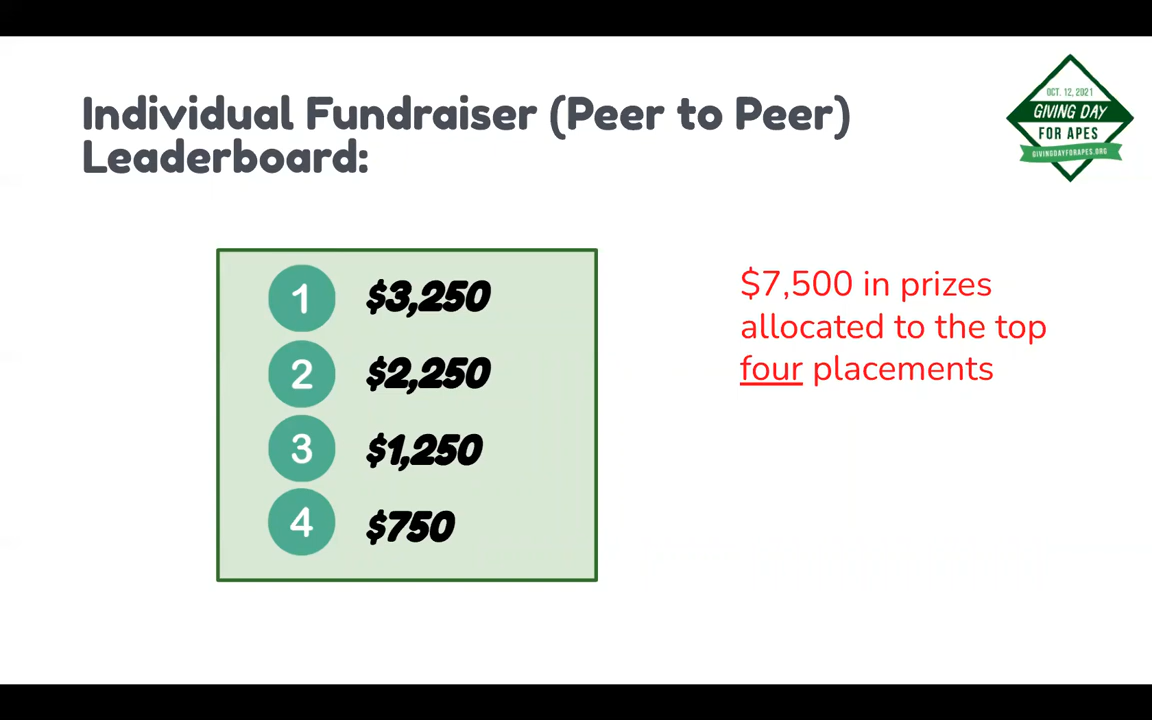 Individual Fundraiser (Peer to Peer)
Leaderboard:
OCT. 12, 2021
GIVING DAY
FOR APES
GIVINGDAYFORAPES.ORG
1 $3,250
2 $2,250
3 $1,250
4 $750
$7,500 in prizes
allocated to the top
four placements